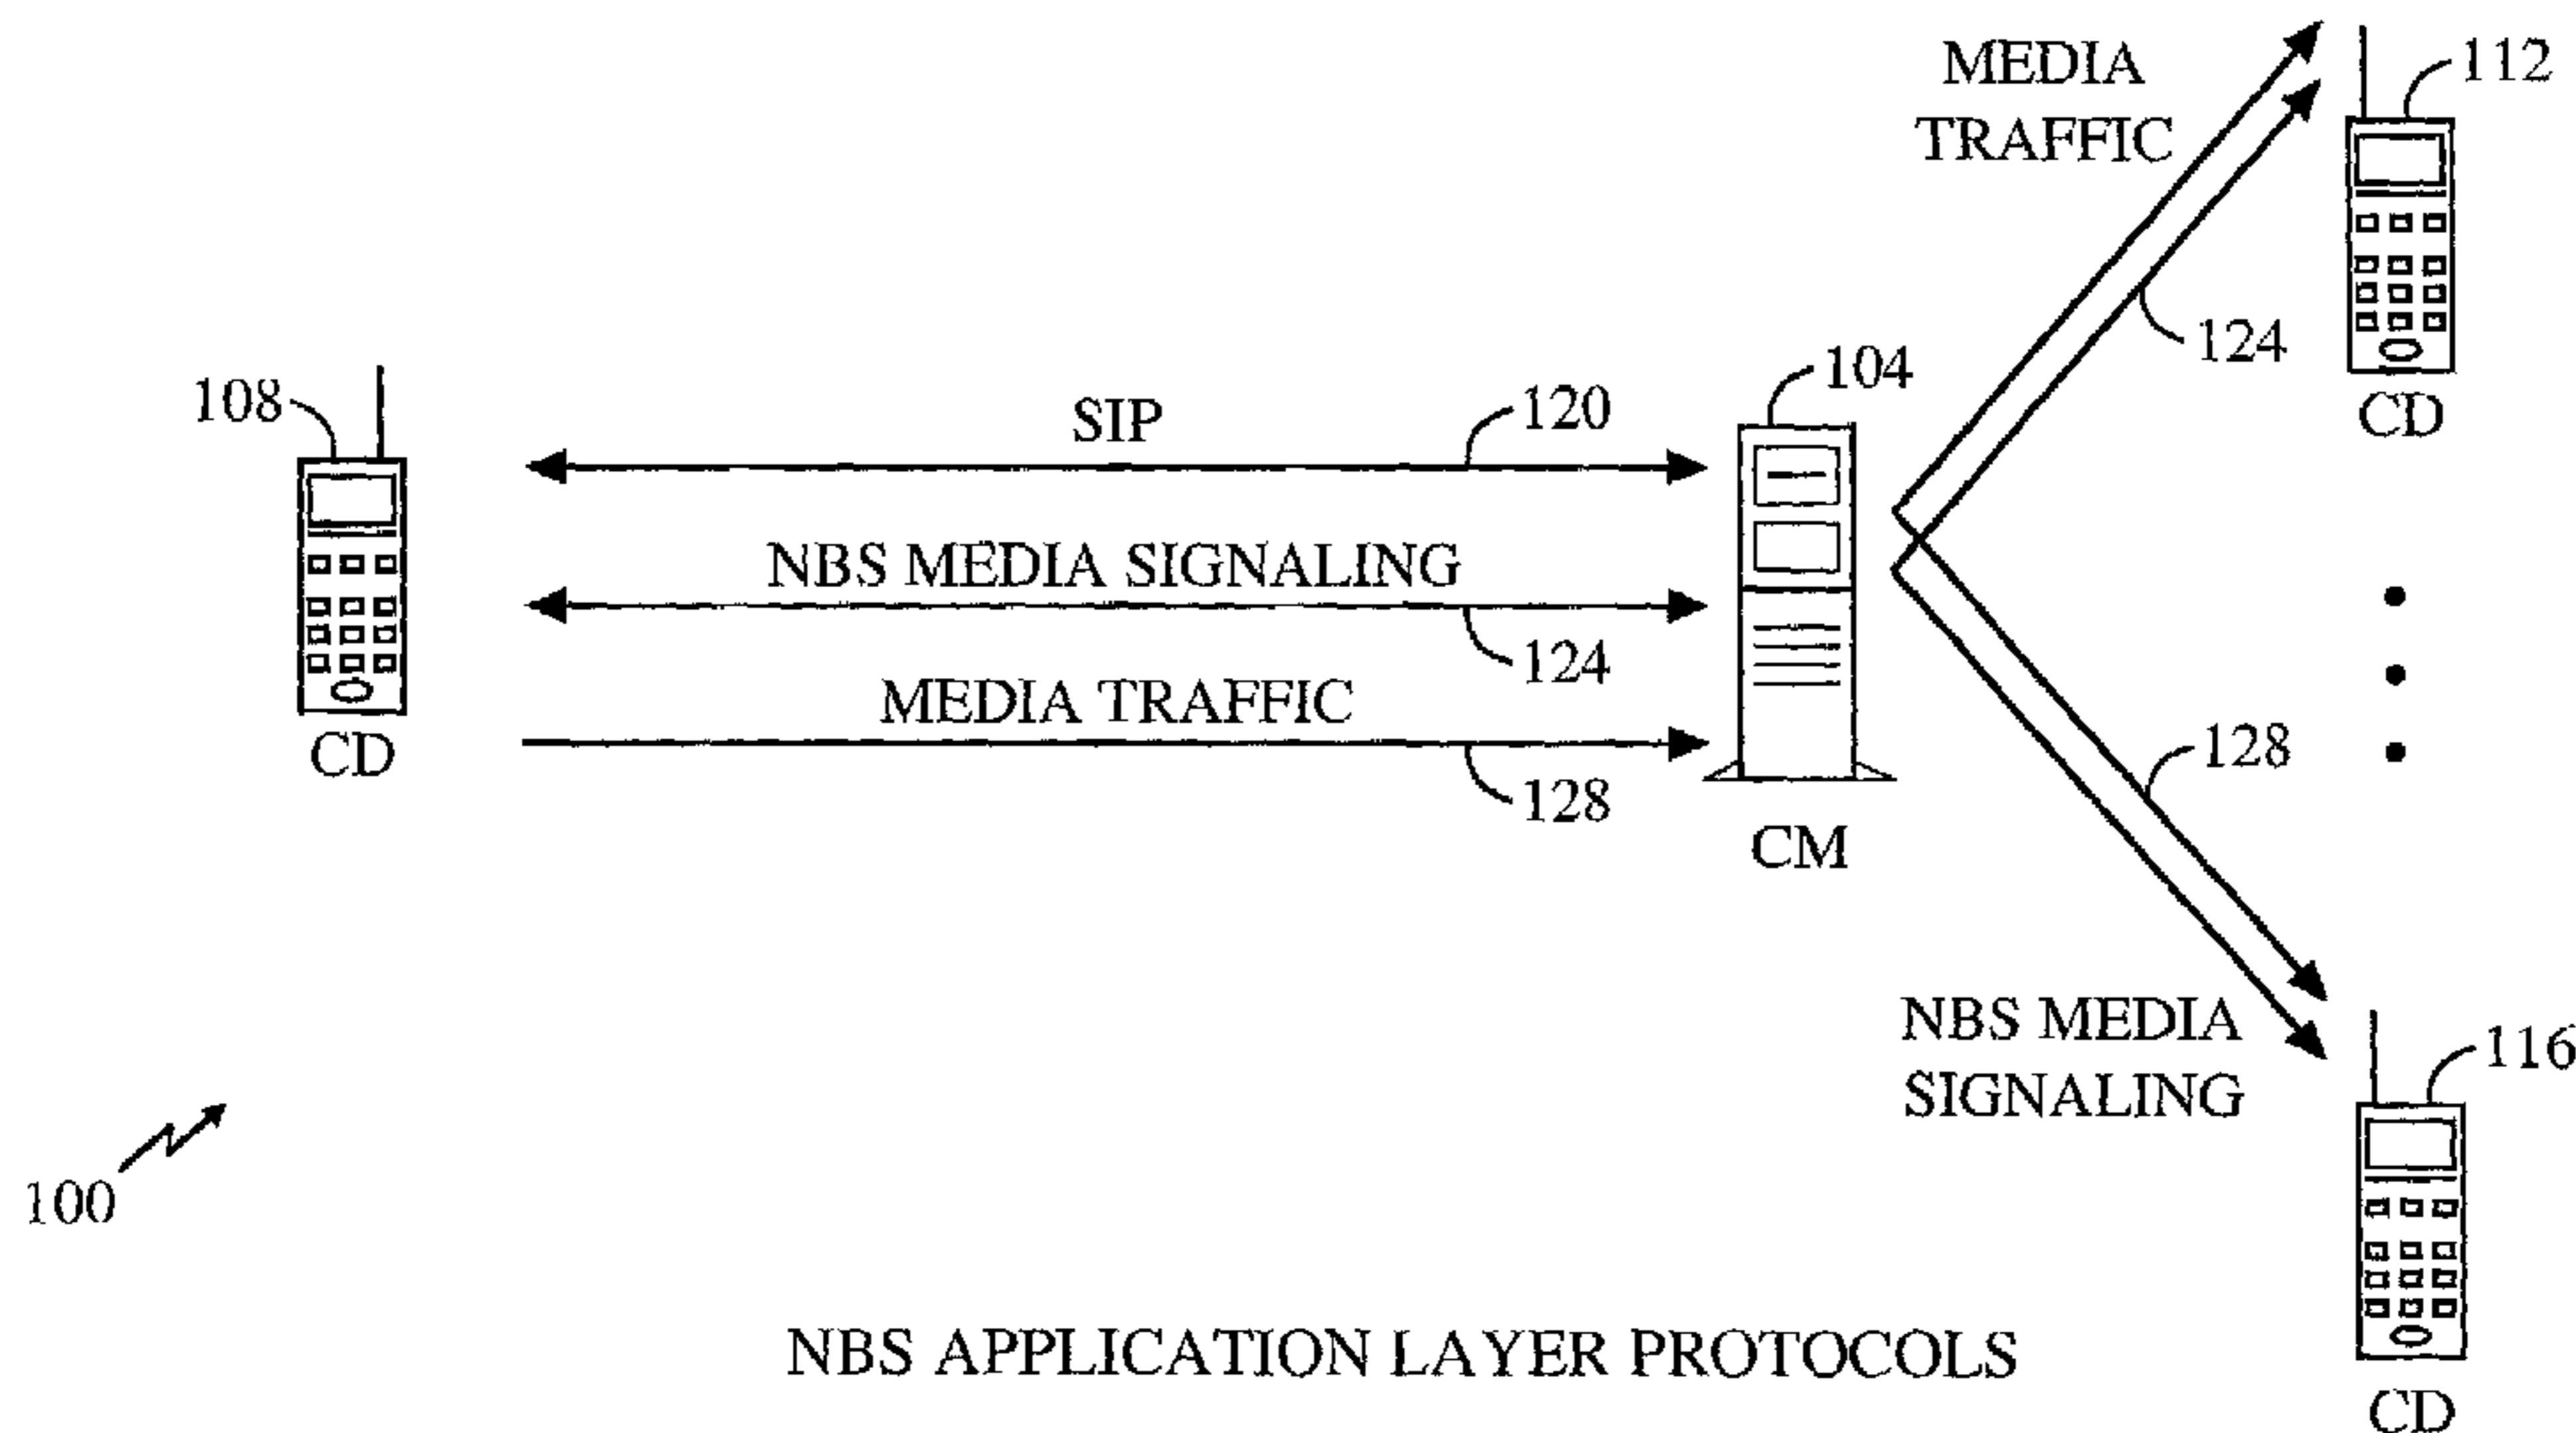 MEDIA
TRAFFIC
112
124
CD
108
SIP
120
104
NBS MEDIA SIGNALING
124
MEDIA TRAFFIC
128
CD
CM
128
NBS MEDIA
SIGNALING
116
100
NBS APPLICATION LAYER PROTOCOLS
CD